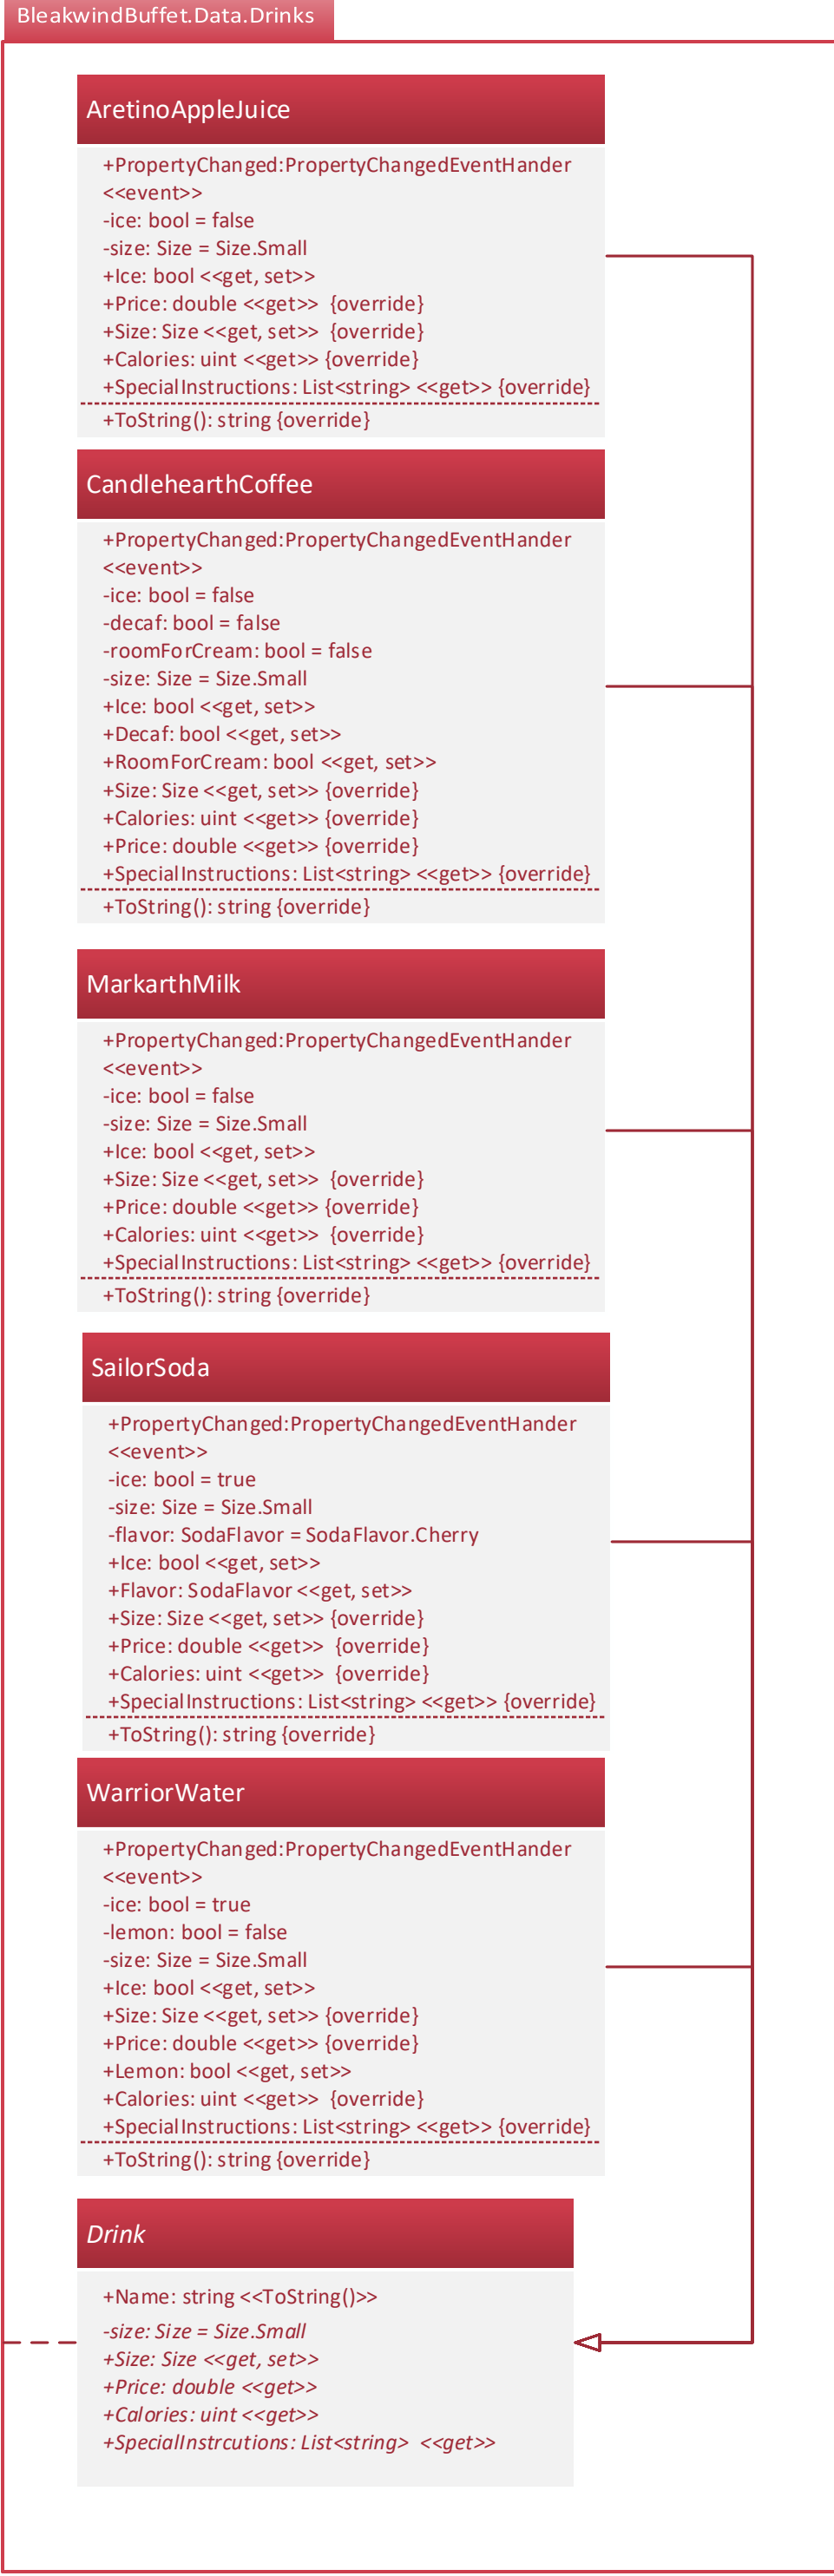 BleakwindBuffet.Data.Drinks
AretinoAppleJuice
+PropertyChanged:PropertyChangedEventHander
<<event>>
-ice: bool = false
-size: Size = Size.Small
+Ice: bool <<get, set>>
+Price: double <<get>> {override}
+Size: Size <<get, set>> {override}
+Calories: uint <<get>> {override}
+SpecialInstructions: List<string> <<get>> {override}
+ToString(): string {override}
CandlehearthCoffee
+PropertyChanged:PropertyChangedEventHander
<<event>>
-ice: bool = false
-decaf: bool = false
-roomForCream: bool = false
-size: Size = Size.Small
+Ice: bool <<get, set>>
+Decaf: bool <<get, set>>
+RoomForCream: bool <<get, set>>
+Size: Size <<get, set>> {override}
+Calories: uint <<get>> {override}
+Price: double <<get>> {override}
+SpecialInstructions: List<string> <<get>> {override}
+ToString(): string {override}
MarkarthMilk
+PropertyChanged:PropertyChangedEventHander
<<event>>
-ice: bool = false
-size: Size = Size.Small
+Ice: bool <<get, set>>
+Size: Size <<get, set>> {override}
+Price: double <<get>> {override}
+Calories: uint <<get>> {override}
+SpecialInstructions: List<string> <<get>> {override}
+ToString(): string {override}
SailorSoda
+PropertyChanged:PropertyChangedEventHander
<<event>>
-ice: bool = true
-size: Size = Size.Small
-flavor: SodaFlavor = SodaFlavor.Cherry
+Ice: bool <<get, set>>
+Flavor: SodaFlavor <<get, set>>
+Size: Size <<get, set>> {override}
+Price: double <<get>> {override}
+Calories: uint <<get>> {override}
+SpecialInstructions: List<string> <<get>> {override}
+ToString(): string {override}
WarriorWater
+PropertyChanged:PropertyChangedEventHander
<<event>>
-ice: bool = true
-lemon: bool = false
-size: Size = Size.Small
+Ice: bool <<get, set>>
+Size: Size <<get, set>> {override}
+Price: double <<get>> {override}
+Lemon: bool <<get, set>>
+Calories: uint <<get>> {override}
+SpecialInstructions: List<string> <<get>> {override}
+ToString(): string {override}
Drink
+Name: string <<ToString()>>
-size: Size = Size.Small
+Size: Size <<get, set>>
+Price: double <<get>>
+Calories: uint <<get>>
+SpecialInstrcutions: List<string> <<get>>